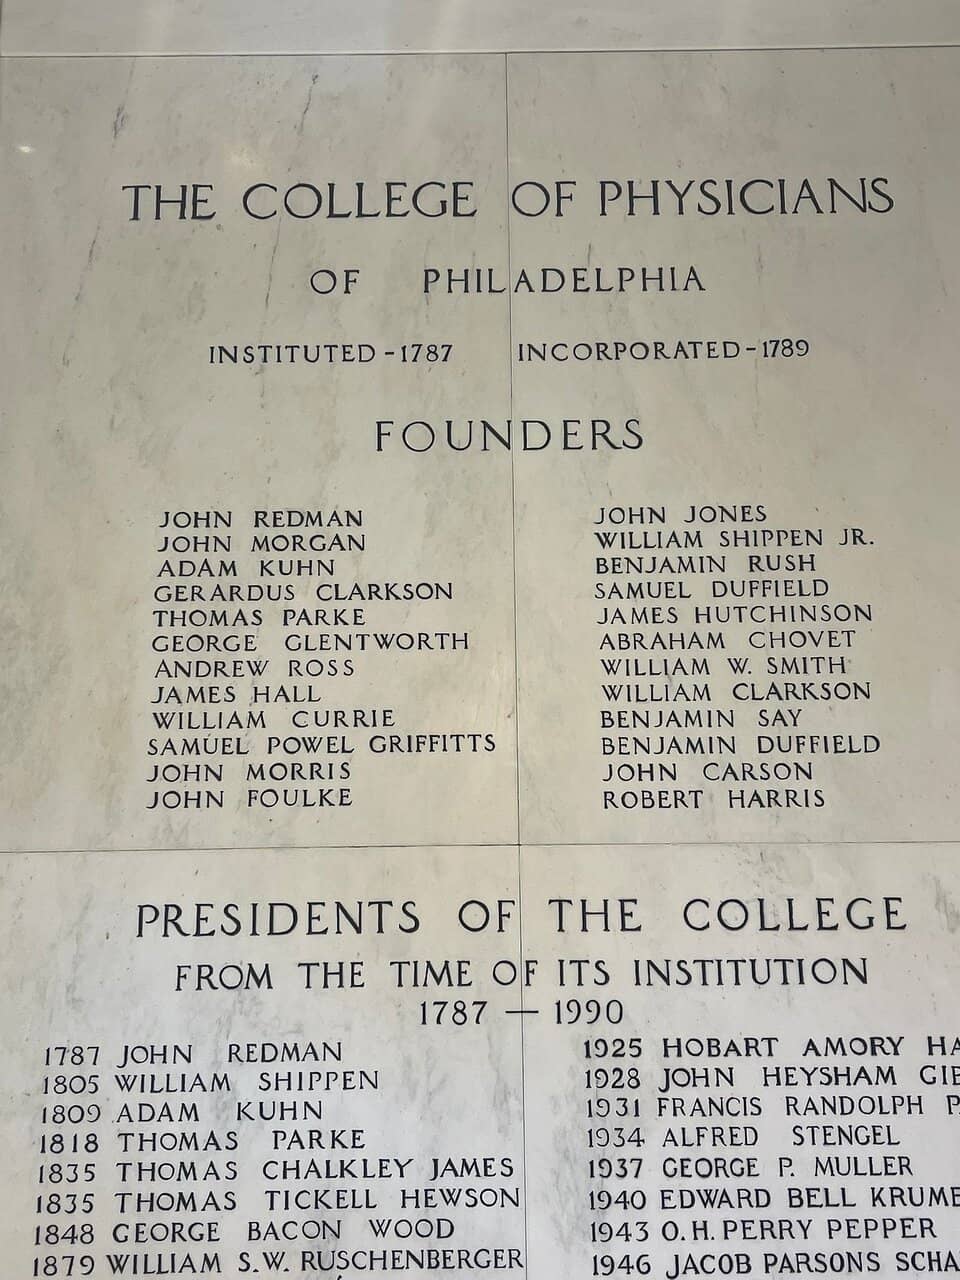 THE COLLEGE OF PHYSICIANS
OF PHILADELPHIA
INSTITUTED - 1787 INCORPORATED - 1789
FOUNDERS
JOHN REDMAN
JOHN MORGAN
ADAM KUHN
GERARDUS CLARKSON
THOMAS PARKE
GEORGE GLENTWORTH
ANDREW ROSS
JAMES HALL
WILLIAM CURRIE
SAMUEL POWEL GRIFFITTS
JOHN MORRIS
JOHN FOULKE
JOHN JONES
WILLIAM SHIPPEN JR.
BENJAMIN RUSH
SAMUEL DUFFIELD
JAMES HUTCHINSON
ABRAHAM CHOVET
WILLIAM W. SMITH
WILLIAM CLARKSON
BENJAMIN SAY
BENJAMIN DUFFIELD
JOHN CARSON
ROBERT HARRIS
PRESIDENTS OF THE COLLEGE
FROM THE TIME OF ITS INSTITUTION
1787 — 1990
1787 JOHN REDMAN
1805 WILLIAM SHIPPEN
1809 ADAM KUHN
1818 THOMAS PARKE
1835 THOMAS CHALKLEY JAMES
1835 THOMAS TICKELL HEWSON
1848 GEORGE BACON WOOD
1879 WILLIAM S.W. RUSCHENBERGER
1925 HOBART AMORY
1928 JOHN HEYSHAM
1931 FRANCIS RANDOLPH
1934 ALFRED STENGEL
1937 GEORGE P. MULLER
1940 EDWARD BELL
1943 O.H. PERRY PEPPER
1946 JACOB PARSONS